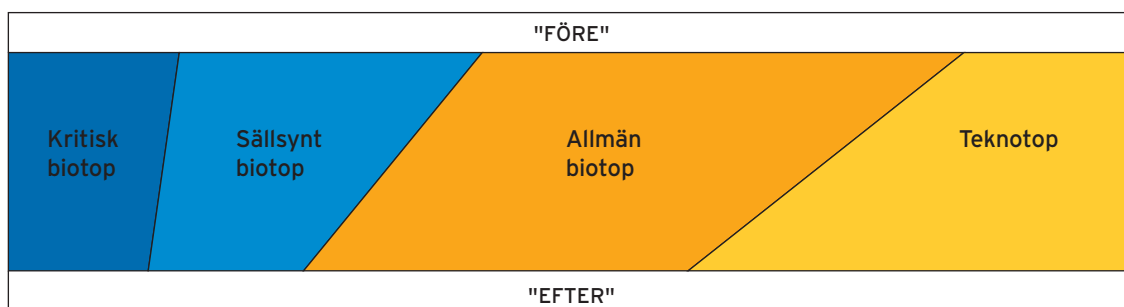 "FÖRE"
Kritisk
biotop
Sällsynt
biotop
Allmän
biotop
Teknotop
"EFTER"